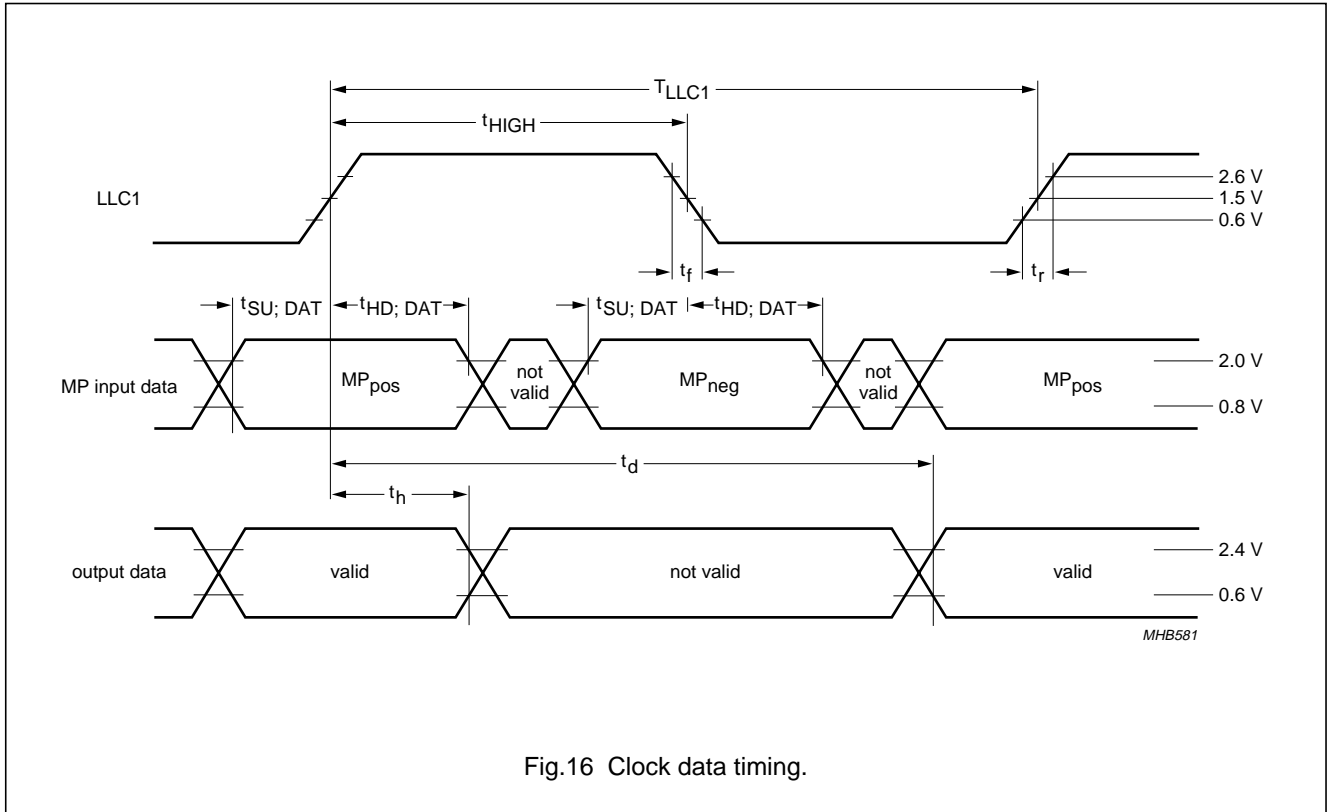 TLLC1
tHIGH
LLC1
2.6 V
1.5 V
0.6 V
tf
tr
tSU; DAT
tHD; DAT
tSU; DAT
tHD; DAT
MP input data
MPpos
not
valid
MPneg
not
valid
MPpos
2.0 V
0.8 V
td
th
output data
valid
not valid
valid
2.4 V
0.6 V
MHB581
Fig.16 Clock data timing.